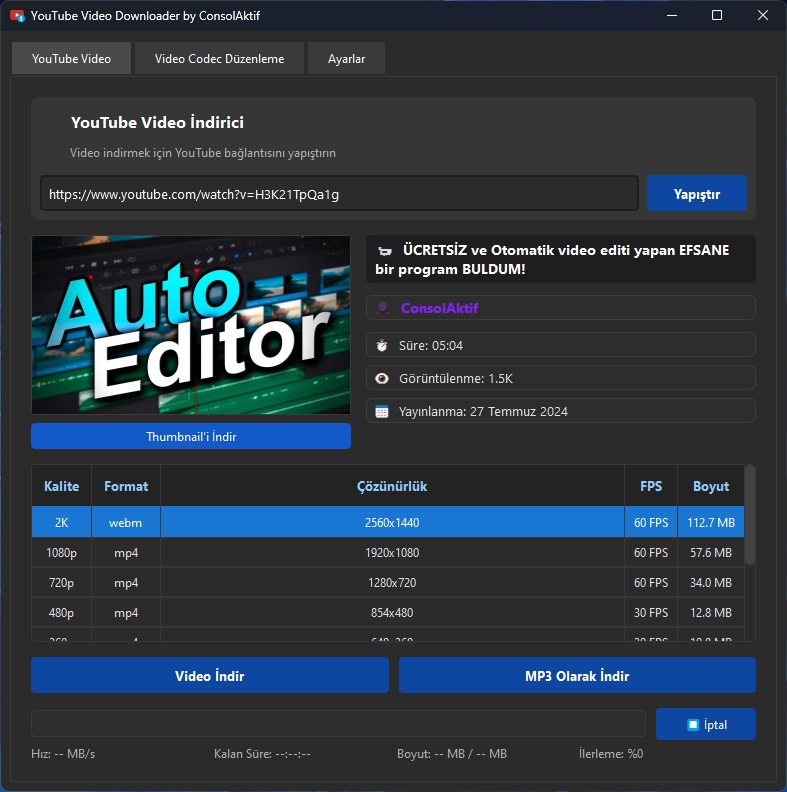 YouTube Video Downloader by ConsolAktif
YouTube Video
Video Codec Düzenleme
Ayarlar
YouTube Video İndirici
Video indirmek için YouTube bağlantısını yapıştırın
https://www.youtube.com/watch?v=H3K21TpQa1g
Yapıştır
Auto
Editor
Thumbnail'i İndir
ÜCRETSİZ ve Otomatik video editi yapan EFSANE
bir program BULDUM!
ConsolAktif
Süre: 05:04
Görüntülenme: 1.5K
Yayınlanma: 27 Temmuz 2024
Kalite Format Çözünürlük FPS Boyut
2K webm 2560x1440 60 FPS 112.7 MB
1080p mp4 1920x1080 60 FPS 57.6 MB
720p mp4 1280x720 60 FPS 34.0 MB
480p mp4 854x480 30 FPS 12.8 MB
Video İndir
MP3 Olarak İndir
İptal
Hız: -- MB/s
Kalan Süre: --:--:--
Boyut: -- MB / -- MB
İlerleme: %0